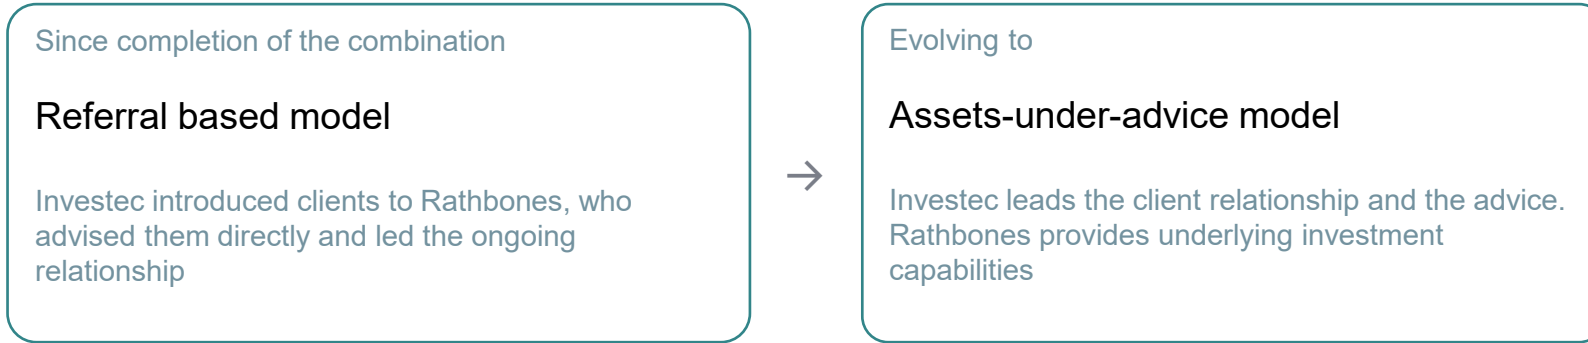 Since completion of the combination
Referral based model
Investec introduced clients to Rathbones, who
advised them directly and led the ongoing
relationship
Evolving to
Assets-under-advice model
Investec leads the client relationship and the advice.
Rathbones provides underlying investment
capabilities